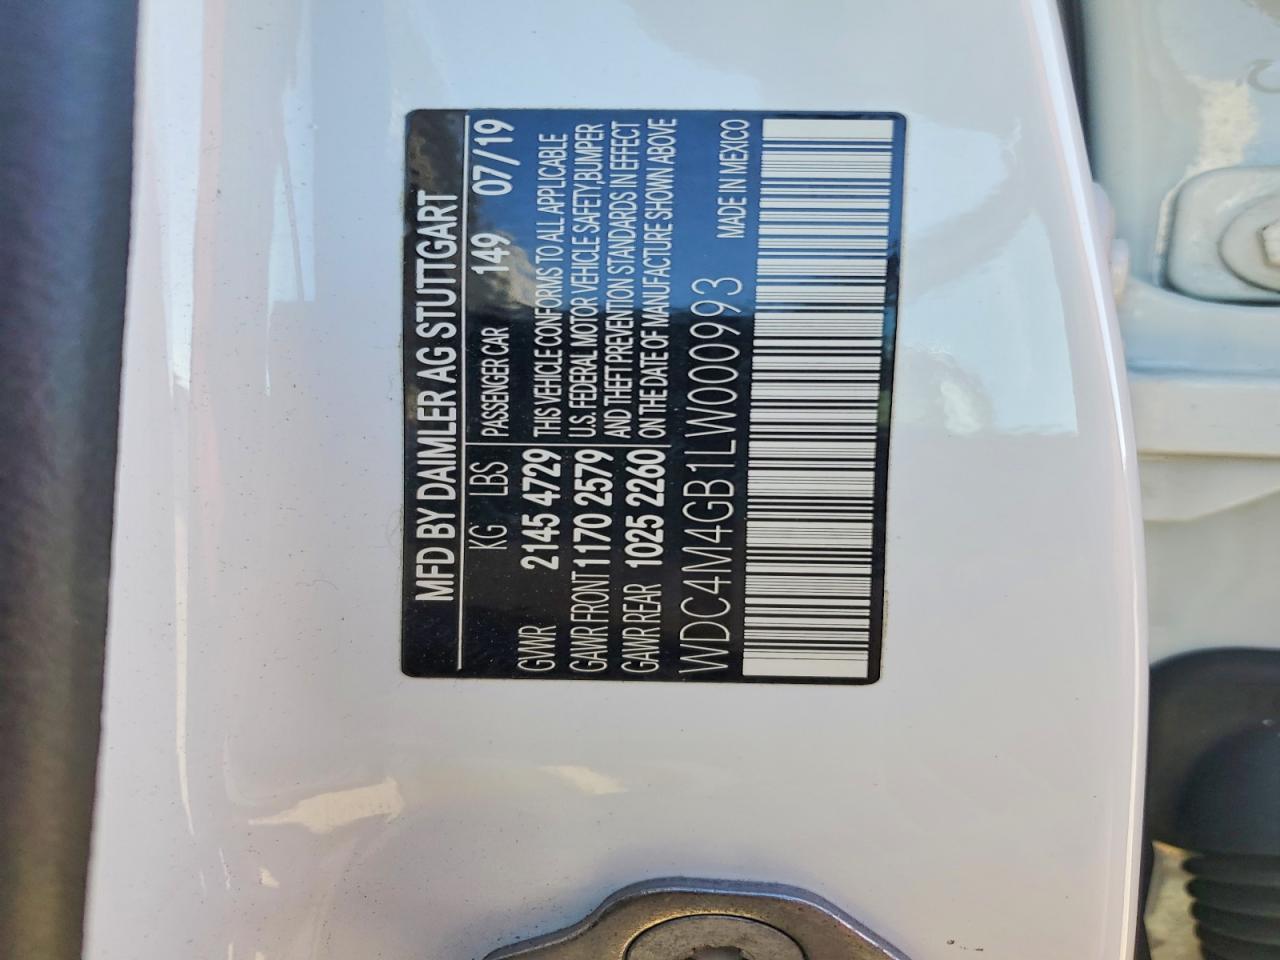 MFD BY DAIMLER AG STUTTGART
KG LBS PASSENGER CAR 149 07/19
GVWR 2145 4729 THIS VEHICLE CONFORMS TO ALL APPLICABLE
GAWR FRONT 1170 2579 U.S. FEDERAL MOTOR VEHICLE SAFETY,BUMPER
AND THEFT PREVENTION STANDARDS IN EFFECT
GAWR REAR 1025 2260 ON THE DATE OF MANUFACTURE SHOWN ABOVE
WDC4M4GB1LW000993 MADE IN MEXICO